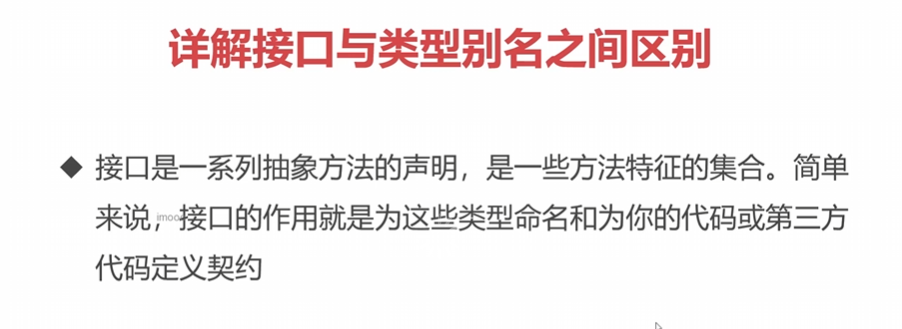 详解接口与类型别名之间区别
◆ 接口是一系列抽象方法的声明，是一些方法特征的集合。简单
来说，接口的作用就是为这些类型命名和为你的代码或第三方
代码定义契约